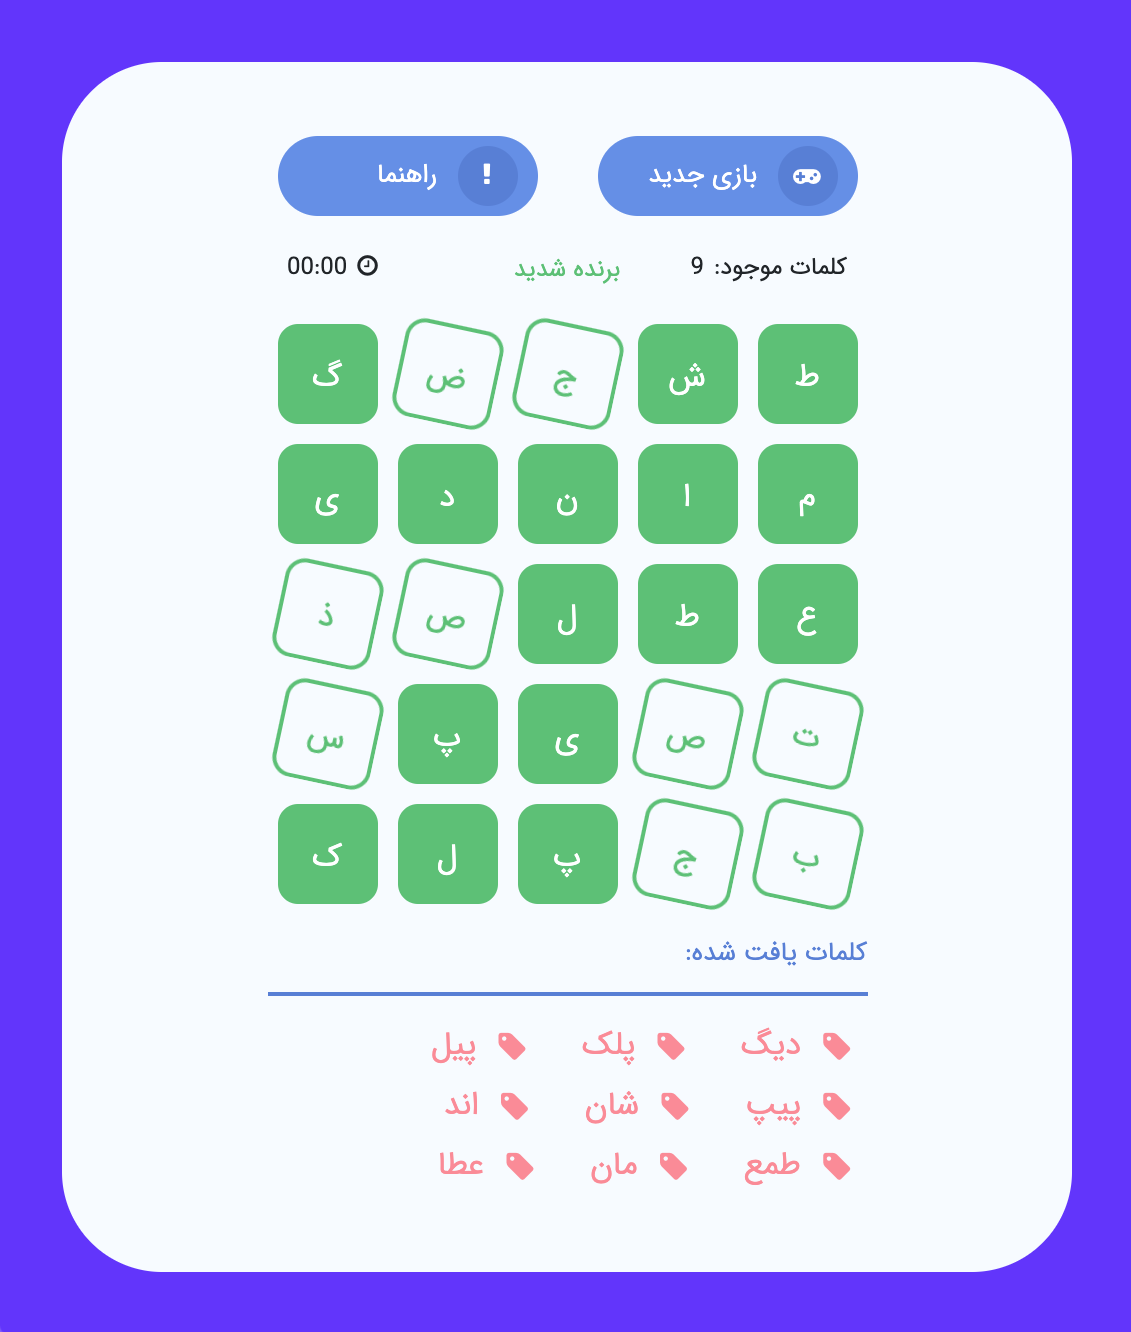 بازی جدید ! راهنما
کلمات موجود: 9 برنده شدید 00:00
ط ش ج ض گ
م ا ن د ی
ع ط ل ص ذ
ت ص ی پ س
ب ج پ ل ک
کلمات یافت شده:
دیگ پلک پیل
پیپ شان اند
طمع مان عطا